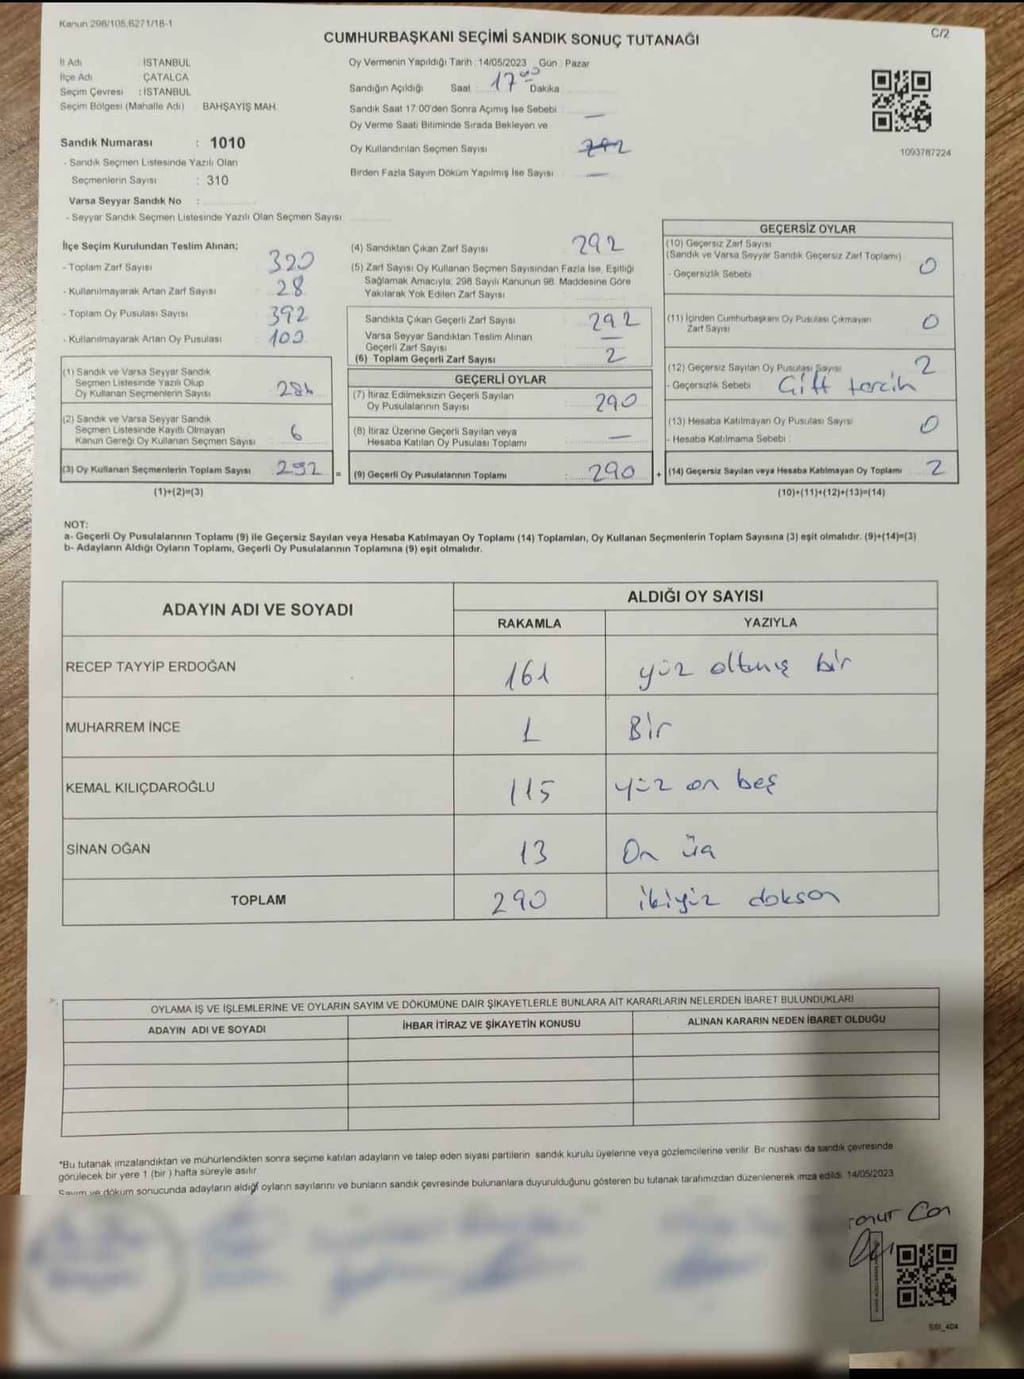 Kanun 298/105,6271/18-1
C/2
CUMHURBAŞKANI SEÇİMİ SANDIK SONUÇ TUTANAĞI
İl Adı İSTANBUL
İlçe Adı ÇATALCA
Seçim Çevresi : İSTANBUL
Seçim Bölgesi (Mahalle Adı) BAHŞAYİŞ MAH.
Sandık Numarası : 1010
- Sandık Seçmen Listesinde Yazılı Olan
Seçmenlerin Sayısı : 310
Varsa Seyyar Sandık No :
- Seyyar Sandık Seçmen Listesinde Yazılı Olan Seçmen Sayısı
Oy Vermenin Yapıldığı Tarih : 14/05/2023 Gün : Pazar
Sandığın Açıldığı Saat 17 00 Dakika
Sandık Saat 17:00'den Sonra Açımış İse Sebebi —
Oy Verme Saati Bitiminde Sırada Bekleyen ve
Oy Kullandırılan Seçmen Sayısı 292
Birden Fazla Sayım Döküm Yapılmış İse Sayısı —
1093787224
İlçe Seçim Kurulundan Teslim Alınan;
- Toplam Zarf Sayısı 320
- Kullanılmayarak Artan Zarf Sayısı 28
- Toplam Oy Pusulası Sayısı 392
- Kullanılmayarak Artan Oy Pusulası 100
(1) Sandık ve Varsa Seyyar Sandık
Seçmen Listesinde Yazılı Olup
Oy Kullanan Seçmenlerin Sayısı
(2) Sandık ve Varsa Seyyar Sandık
Seçmen Listesinde Kayıtlı Olmayan
Kanun Gereği Oy Kullanan Seçmen Sayısı 6
(3) Oy Kullanan Seçmenlerin Toplam Sayısı 292 =
(1)+(2)=(3)
(4) Sandıktan Çıkan Zarf Sayısı 292
(5) Zarf Sayısı Oy Kullanan Seçmen Sayısından Fazla İse, Eşitliği
Sağlamak Amacıyla, 298 Sayılı Kanunun 98. Maddesine Göre
Yakılarak Yok Edilen Zarf Sayısı
Sandıkta Çıkan Geçerli Zarf Sayısı 292
Varsa Seyyar Sandıktan Teslim Alınan
Geçerli Zarf Sayısı —
(6) Toplam Geçerli Zarf Sayısı 2
GEÇERLİ OYLAR
(7) İtiraz Edilmeksizin Geçerli Sayılan
Oy Pusulalarının Sayısı 290
(8) İtiraz Üzerine Geçerli Sayılan veya
Hesaba Katılan Oy Pusulası Toplamı —
(9) Geçerli Oy Pusulalarının Toplamı 290 +
GEÇERSİZ OYLAR
(10) Geçersiz Zarf Sayısı
(Sandık ve Varsa Seyyar Sandık Geçersiz Zarf Toplamı) 0
- Geçersizlik Sebebi
(11) İçinden Cumhurbaşkanı Oy Pusulası Çıkmayan
Zarf Sayısı 0
(12) Geçersiz Sayılan Oy Pusulası Sayısı 2
- Geçersizlik Sebebi Çift tercih
(13) Hesaba Katılmayan Oy Pusulası Sayısı 0
- Hesaba Katılmama Sebebi :
(14) Geçersiz Sayılan veya Hesaba Katılmayan Oy Toplamı 2
(10)+(11)+(12)+(13)=(14)
NOT:
a- Geçerli Oy Pusulalarının Toplamı (9) ile Geçersiz Sayılan veya Hesaba Katılmayan Oy Toplamı (14) Toplamları, Oy Kullanan Seçmenlerin Toplam Sayısına (3) eşit olmalıdır. (9)+(14)=(3)
b- Adayların Aldığı Oyların Toplamı, Geçerli Oy Pusulalarının Toplamına (9) eşit olmalıdır.
ADAYIN ADI VE SOYADI ALDIĞI OY SAYISI
RAKAMLA YAZIYLA
RECEP TAYYİP ERDOĞAN 161 yüz altmış bir
MUHARREM İNCE 1 Bir
KEMAL KILIÇDAROĞLU 115 yüz on beş
SİNAN OĞAN 13 On üç
TOPLAM 290 ikiyüz doksan
OYLAMA İŞ VE İŞLEMLERİNE VE OYLARIN SAYIM VE DÖKÜMÜNE DAİR ŞİKAYETLERLE BUNLARA AİT KARARLARIN NELERDEN İBARET BULUNDUKLARI
ADAYIN ADI VE SOYADI İHBAR İTİRAZ VE ŞİKAYETİN KONUSU ALINAN KARARIN NEDEN İBARET OLDUĞU
*Bu tutanak imzalandıktan ve mühürlendikten sonra seçime katılan adayların ve talep eden siyasi partilerin sandık kurulu üyelerine veya gözlemcilerine verilir. Bir nushası da sandık çevresinde
görülecek bir yere 1 (bir) hafta süreyle asılır.
Sayım ve döküm sonucunda adayların aldığı oyların sayılarını ve bunların sandık çevresinde bulunanlara duyurulduğunu gösteren bu tutanak tarafımızdan düzenlenerek imza edildi. 14/05/2023
Can
SSI_404